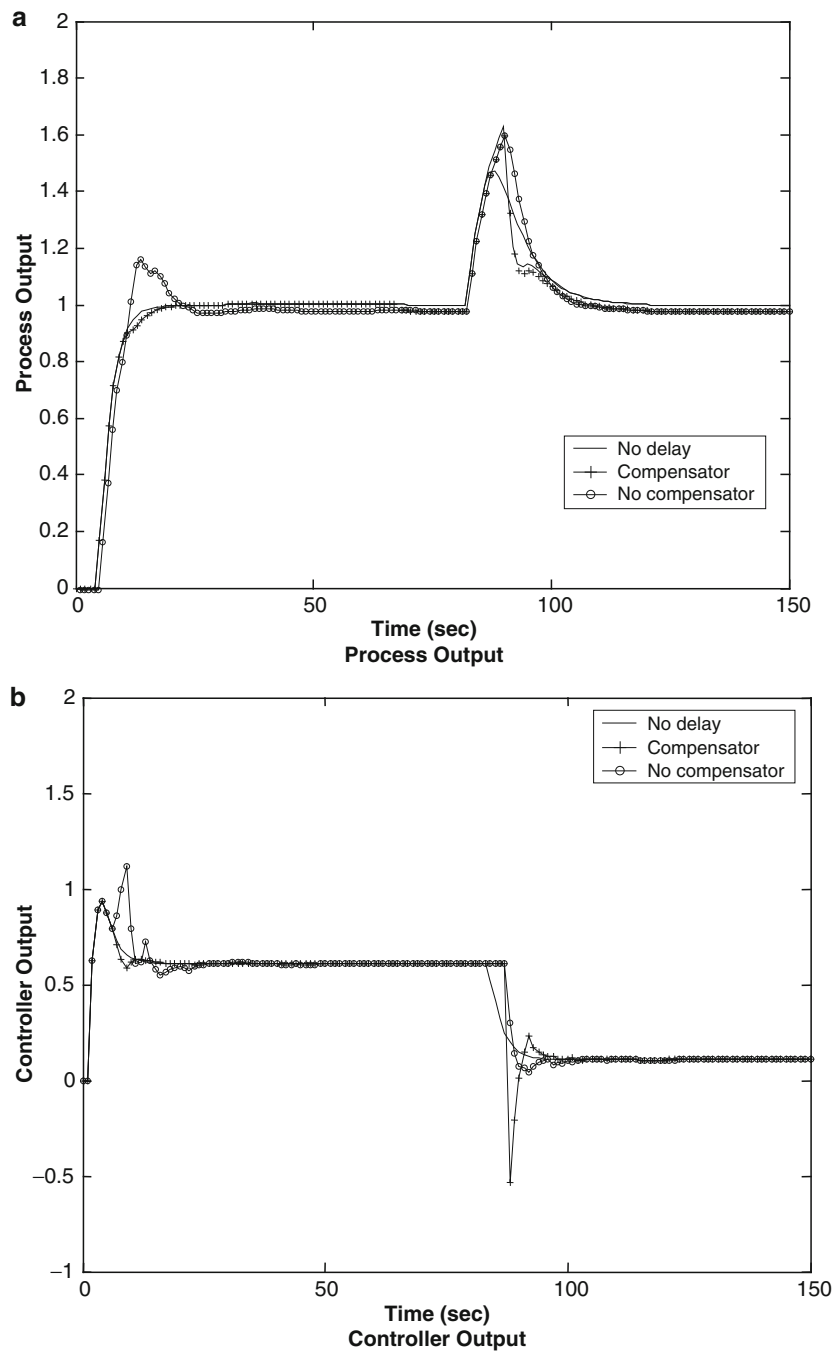 a
2
1.8
1.6
1.4
1.2
1
0.8
0.6
0.4
0.2
0
Process Output
No delay
Compensator
No compensator
0
50
100
150
Time (sec)
Process Output
b
2
1.5
1
0.5
0
−0.5
−1
Controller Output
No delay
Compensator
No compensator
0
50
100
150
Time (sec)
Controller Output